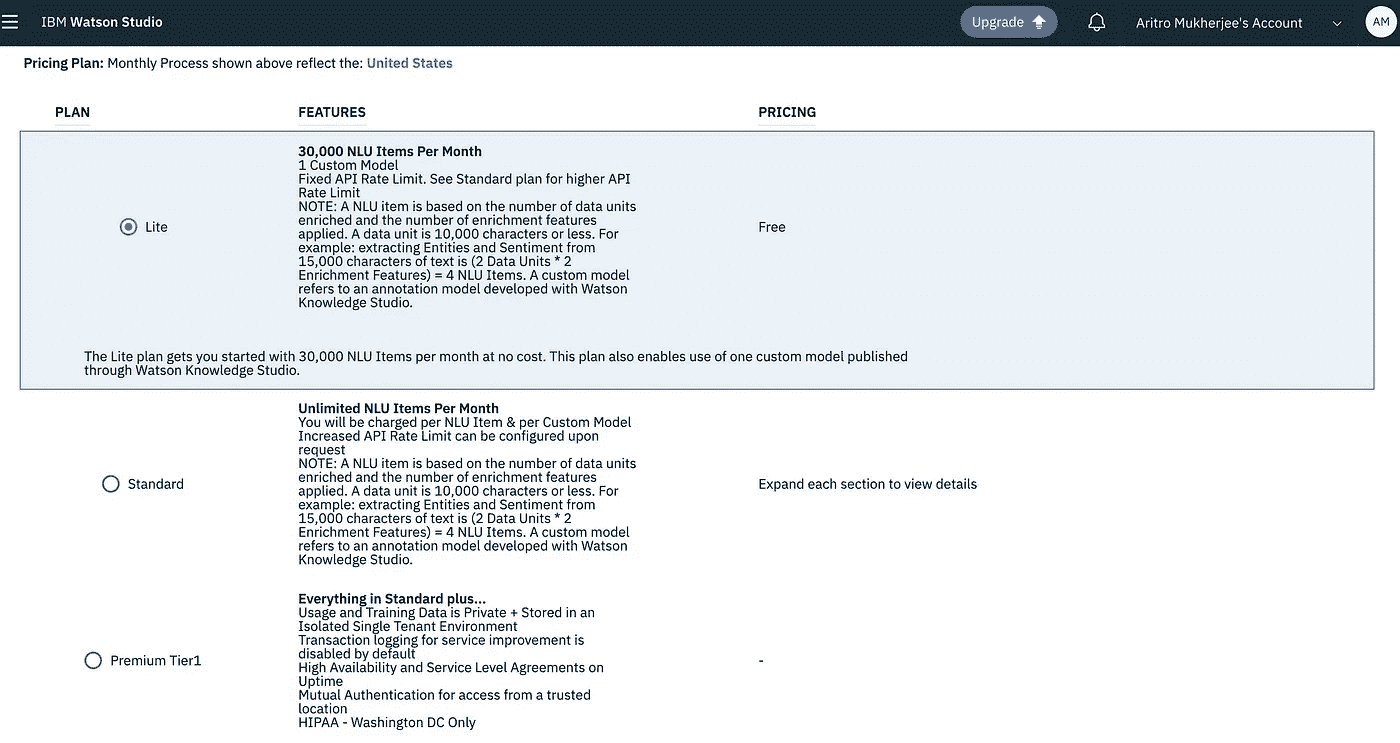 IBM Watson Studio
Upgrade
Aritro Mukherjee's Account
AM
Pricing Plan: Monthly Process shown above reflect the: United States
PLAN
FEATURES
PRICING
30,000 NLU Items Per Month
1 Custom Model
Fixed API Rate Limit. See Standard plan for higher API
Rate Limit
NOTE: A NLU item is based on the number of data units
enriched and the number of enrichment features
applied. A data unit is 10,000 characters or less. For
example: extracting Entities and Sentiment from
15,000 characters of text is (2 Data Units * 2
Enrichment Features) = 4 NLU Items. A custom model
refers to an annotation model developed with Watson
Knowledge Studio.
Lite
Free
The Lite plan gets you started with 30,000 NLU Items per month at no cost. This plan also enables use of one custom model published
through Watson Knowledge Studio.
Unlimited NLU Items Per Month
You will be charged per NLU Item & per Custom Model
Increased API Rate Limit can be configured upon
request
NOTE: A NLU item is based on the number of data units
enriched and the number of enrichment features
applied. A data unit is 10,000 characters or less. For
example: extracting Entities and Sentiment from
15,000 characters of text is (2 Data Units * 2
Enrichment Features) = 4 NLU Items. A custom model
refers to an annotation model developed with Watson
Knowledge Studio.
Standard
Expand each section to view details
Everything in Standard plus...
Usage and Training Data is Private + Stored in an
Isolated Single Tenant Environment
Transaction logging for service improvement is
disabled by default
High Availability and Service Level Agreements on
Uptime
Mutual Authentication for access from a trusted
location
HIPAA - Washington DC Only
Premium Tier1
-